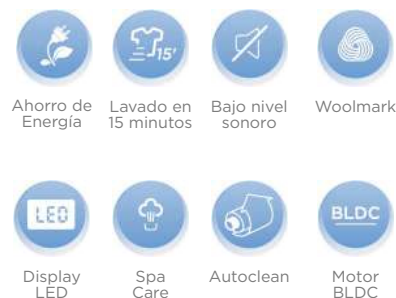 15'
Ahorro de Energía
Lavado en 15 minutos
Bajo nivel sonoro
Woolmark
LED
BLDC
Display LED
Spa Care
Autoclean
Motor BLDC